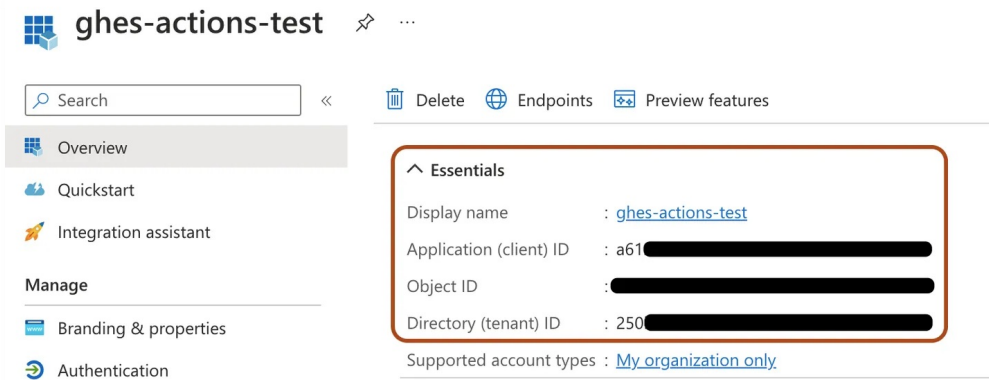 ghes-actions-test
Search
Overview
Quickstart
Integration assistant
Manage
Branding & properties
Authentication
Delete Endpoints Preview features
Essentials
Display name : ghes-actions-test
Application (client) ID : a61
Object ID :
Directory (tenant) ID : 250
Supported account types : My organization only